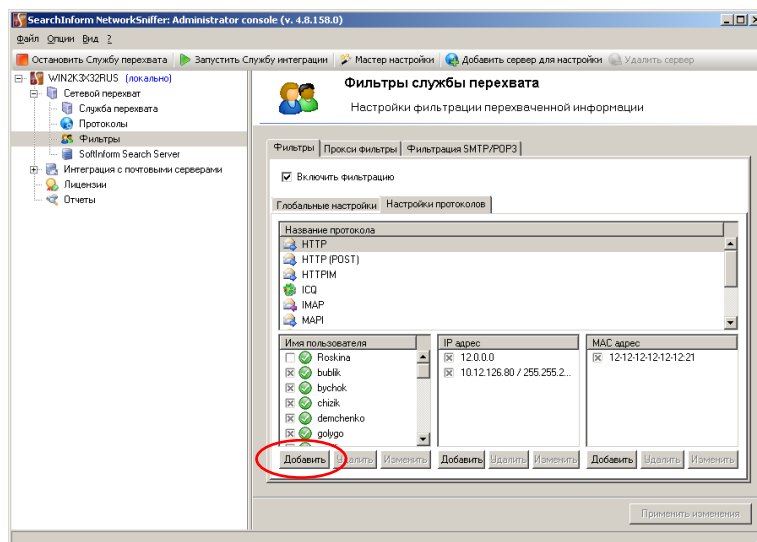 SearchInform NetworkSniffer: Administrator console (v. 4.8.158.0)
Файл Опции Вид ?
Остановить Службу перехвата Запустить Службу интеграции Мастер настройки Добавить сервер для настройки Удалить сервер
WIN2K3X32RUS (локально)
Сетевой перехват
Служба перехвата
Протоколы
Фильтры
SoftInform Search Server
Интеграция с почтовыми серверами
Лицензии
Отчеты
Фильтры службы перехвата
Настройки фильтрации перехваченной информации
Фильтры Прокси фильтры Фильтрация SMTP/POP3
Включить фильтрацию
Глобальные настройки Настройки протоколов
Название протокола
HTTP
HTTP (POST)
HTTPIM
ICQ
IMAP
MAPI
Имя пользователя
Roskina
bublik
bychok
chizik
demchenko
golygo
Добавить Удалить Изменить
IP адрес
12.0.0.0
10.12.126.80 / 255.255.2...
Добавить Удалить Изменить
MAC адрес
12-12-12-12-12:21
Добавить Удалить Изменить
Применить изменения